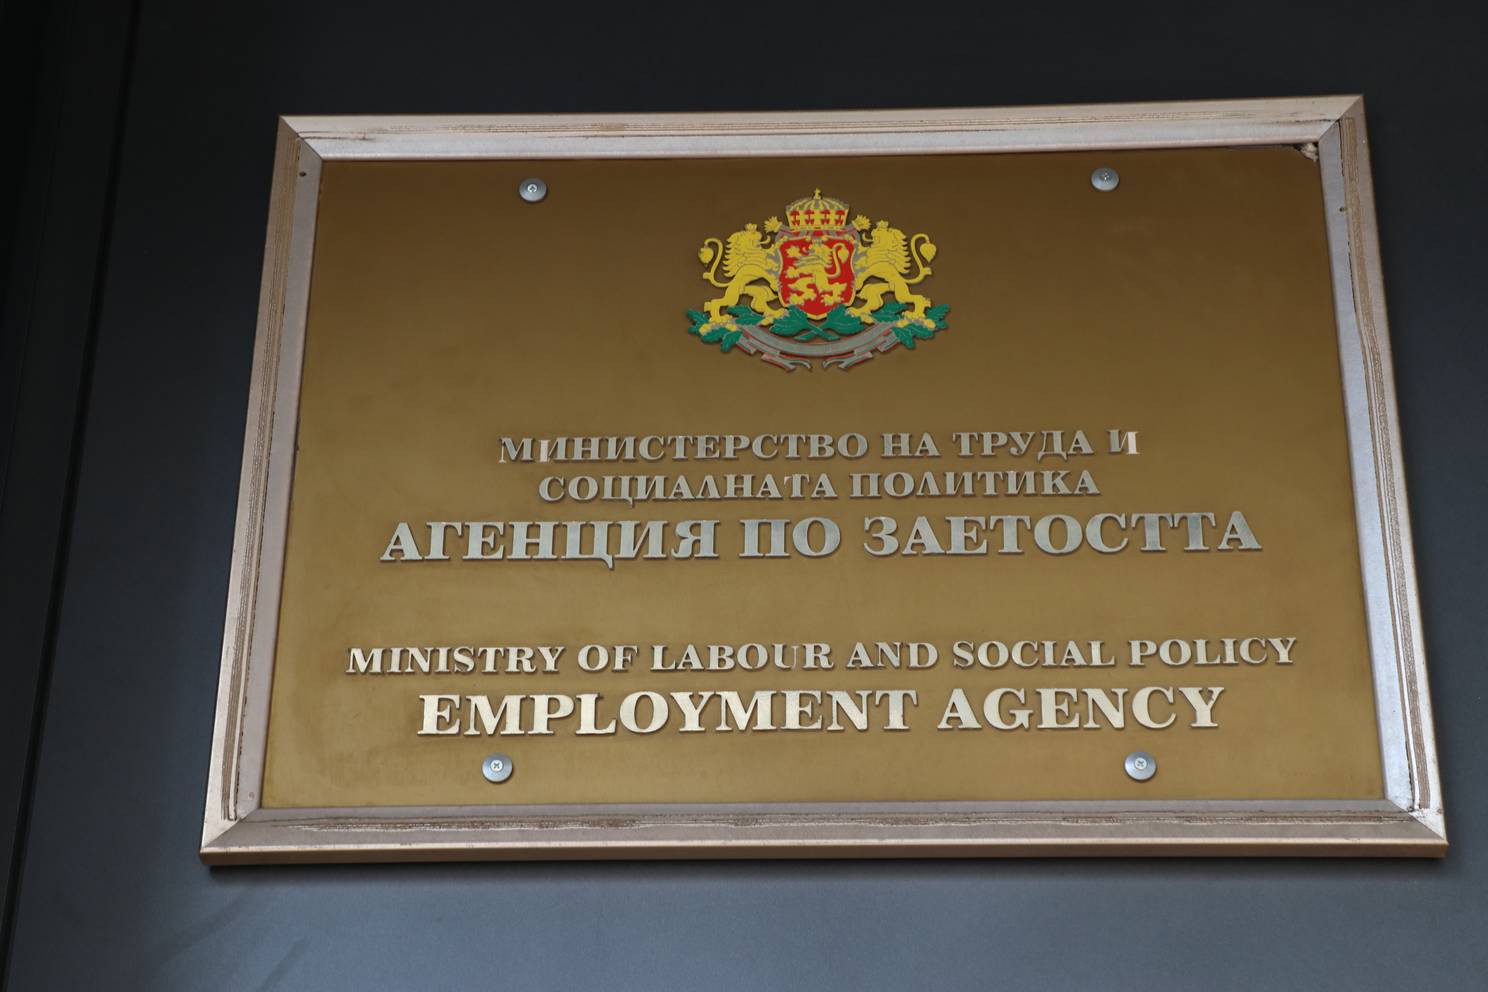 МИНИСТЕРСТВО НА ТРУДА И
СОЦИАЛНАТА ПОЛИТИКА
АГЕНЦИЯ ПО ЗАЕТОСТТА
MINISTRY OF LABOUR AND SOCIAL POLICY
EMPLOYMENT AGENCY